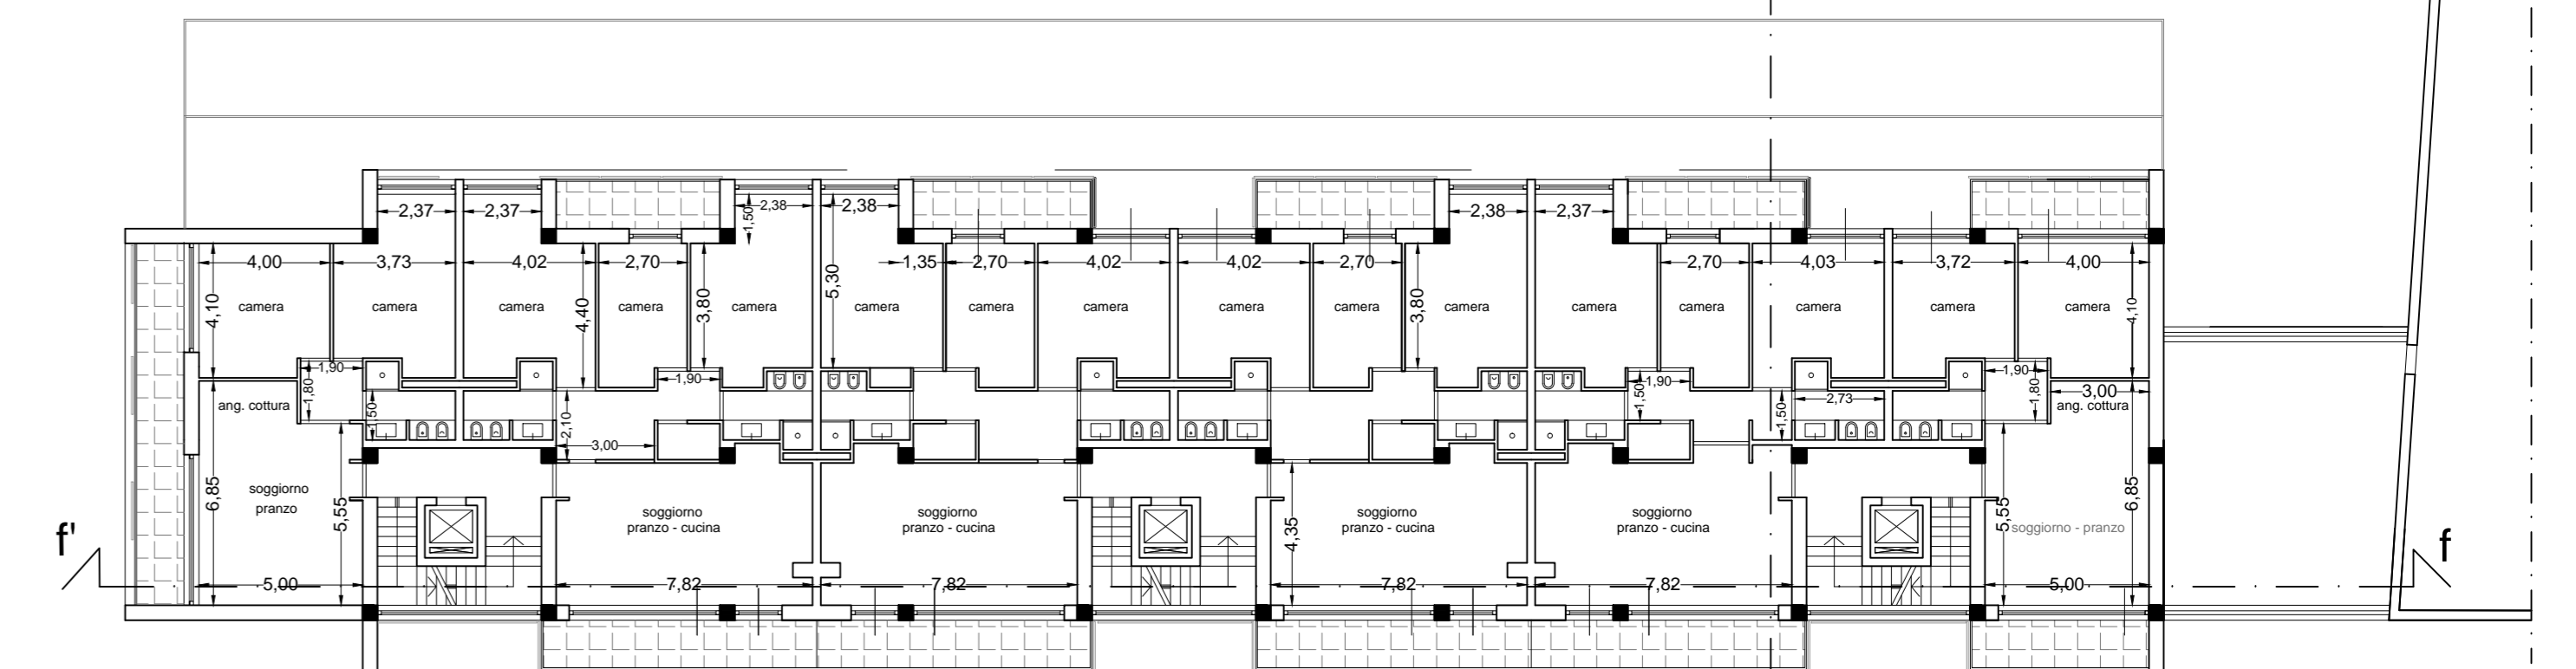 2,37
2,37
1,50
2,38
2,38
2,38
2,37
4,00
3,73
4,02
2,70
1,35
2,70
4,02
4,02
2,70
2,70
4,03
3,72
4,00
4,10
camera
camera
camera
4,40
camera
3,80
camera
5,30
camera
camera
camera
camera
camera
3,80
camera
camera
camera
camera
camera
camera
4,10
1,90
1,80
1,90
1,50
1,90
1,90
1,80
3,00
ang. cottura
1,50
2,10
3,00
1,50
2,73
ang. cottura
6,85
soggiorno
pranzo
5,55
soggiorno
pranzo - cucina
soggiorno
pranzo - cucina
4,35
soggiorno
pranzo - cucina
soggiorno
pranzo - cucina
5,55
soggiorno - pranzo
6,85
f'
f
5,00
7,82
7,82
7,82
7,82
5,00